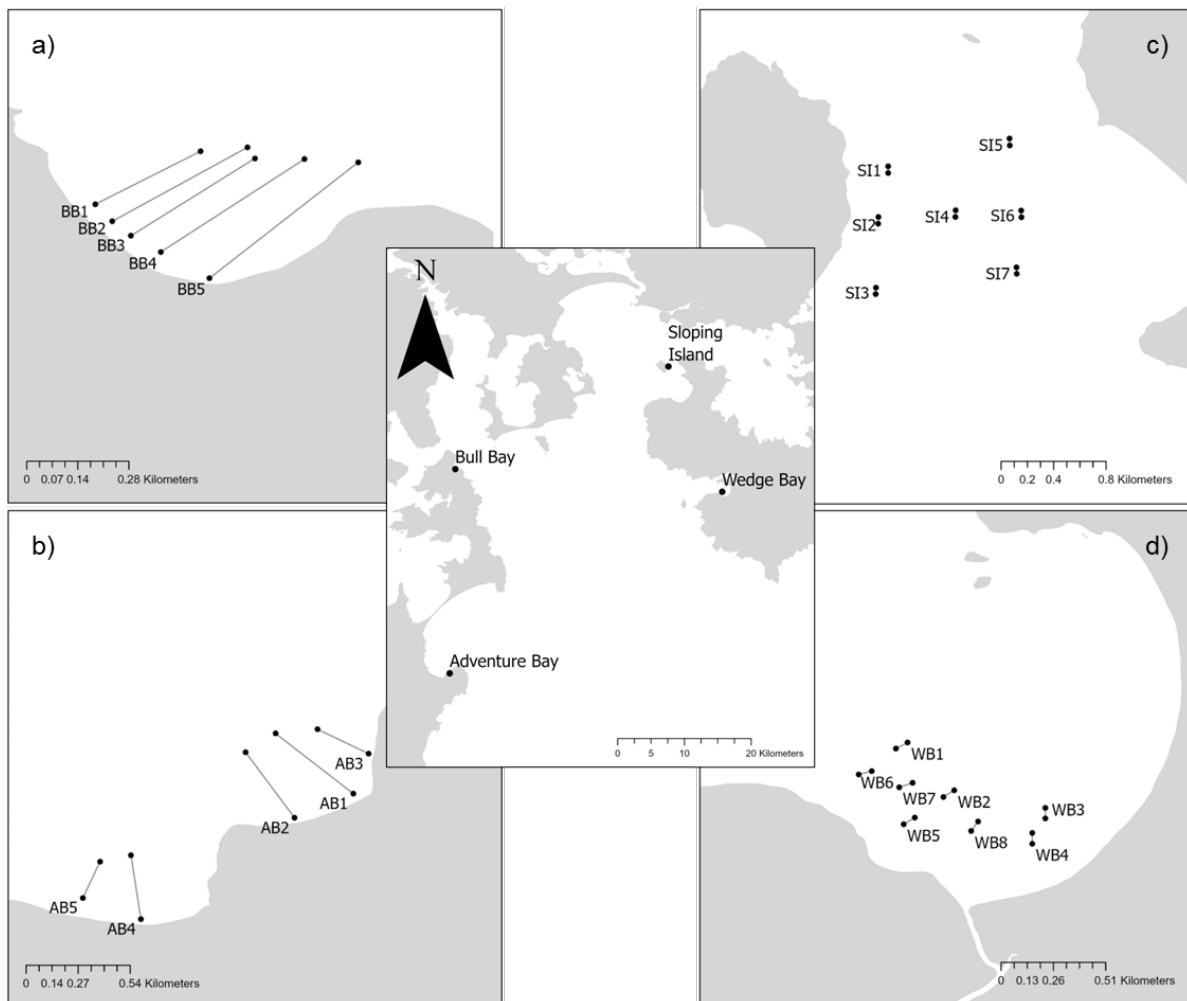 a)
BB1
BB2
BB3
BB4
BB5
0 0.07 0.14 0.28 Kilometers
c)
SI5
SI1
SI4
SI6
SI2
SI7
SI3
0 0.2 0.4 0.8 Kilometers
N
Sloping
Island
Bull Bay
Wedge Bay
Adventure Bay
0 5 10 20 Kilometers
b)
AB3
AB1
AB2
AB5
AB4
0 0.14 0.27 0.54 Kilometers
d)
WB1
WB6
WB7
WB2
WB3
WB5
WB8
WB4
0 0.13 0.26 0.51 Kilometers